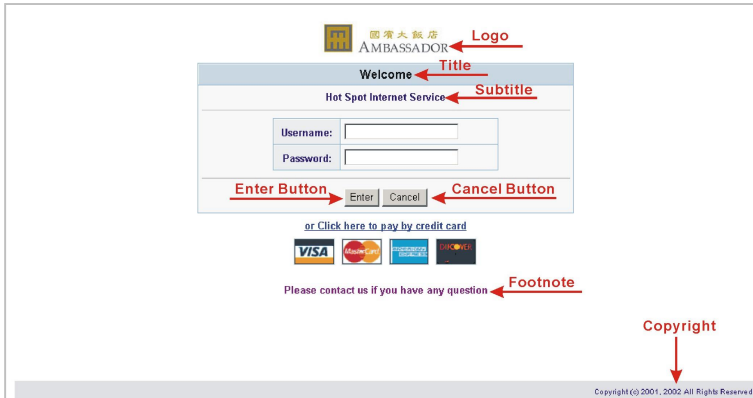 國賓大飯店
AMBASSADOR
Logo
Welcome
Title
Hot Spot Internet Service
Subtitle
Username:
Password:
Enter Button
Enter
Cancel
Cancel Button
or Click here to pay by credit card
VISA
MasterCard
DISCOVER
Please contact us if you have any question
Footnote
Copyright
Copyright (c) 2001, 2002 All Rights Reserved